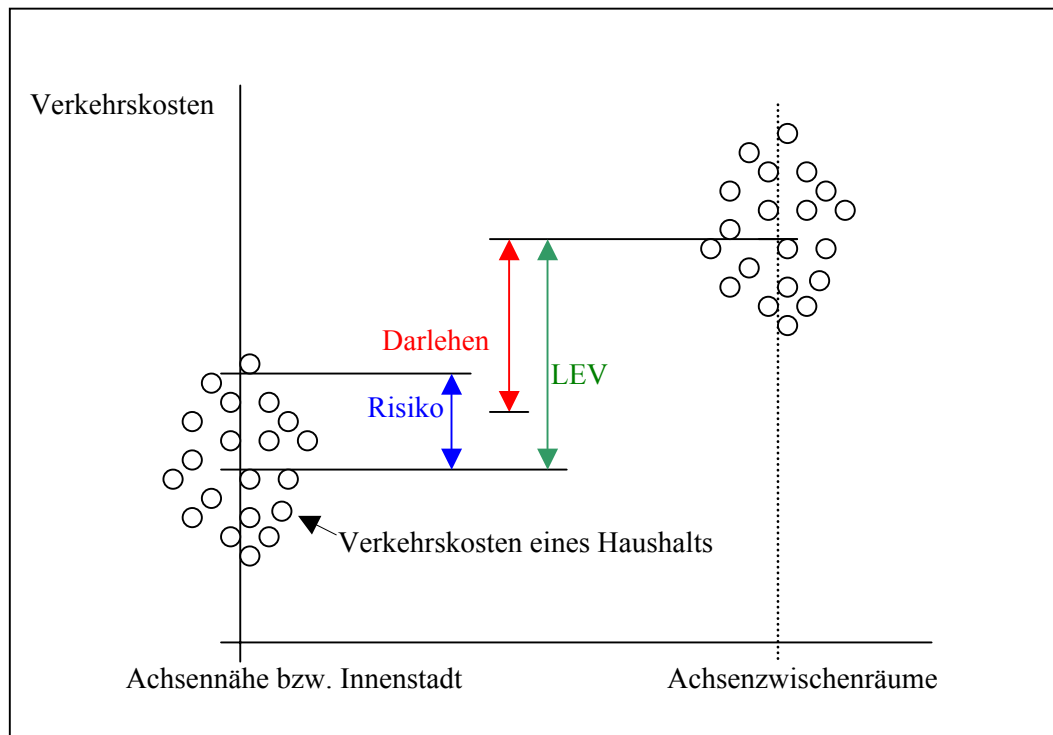 Verkehrskosten
Darlehen
LEV
Risiko
Verkehrskosten eines Haushalts
Achsennähe bzw. Innenstadt
Achsenzwischenräume